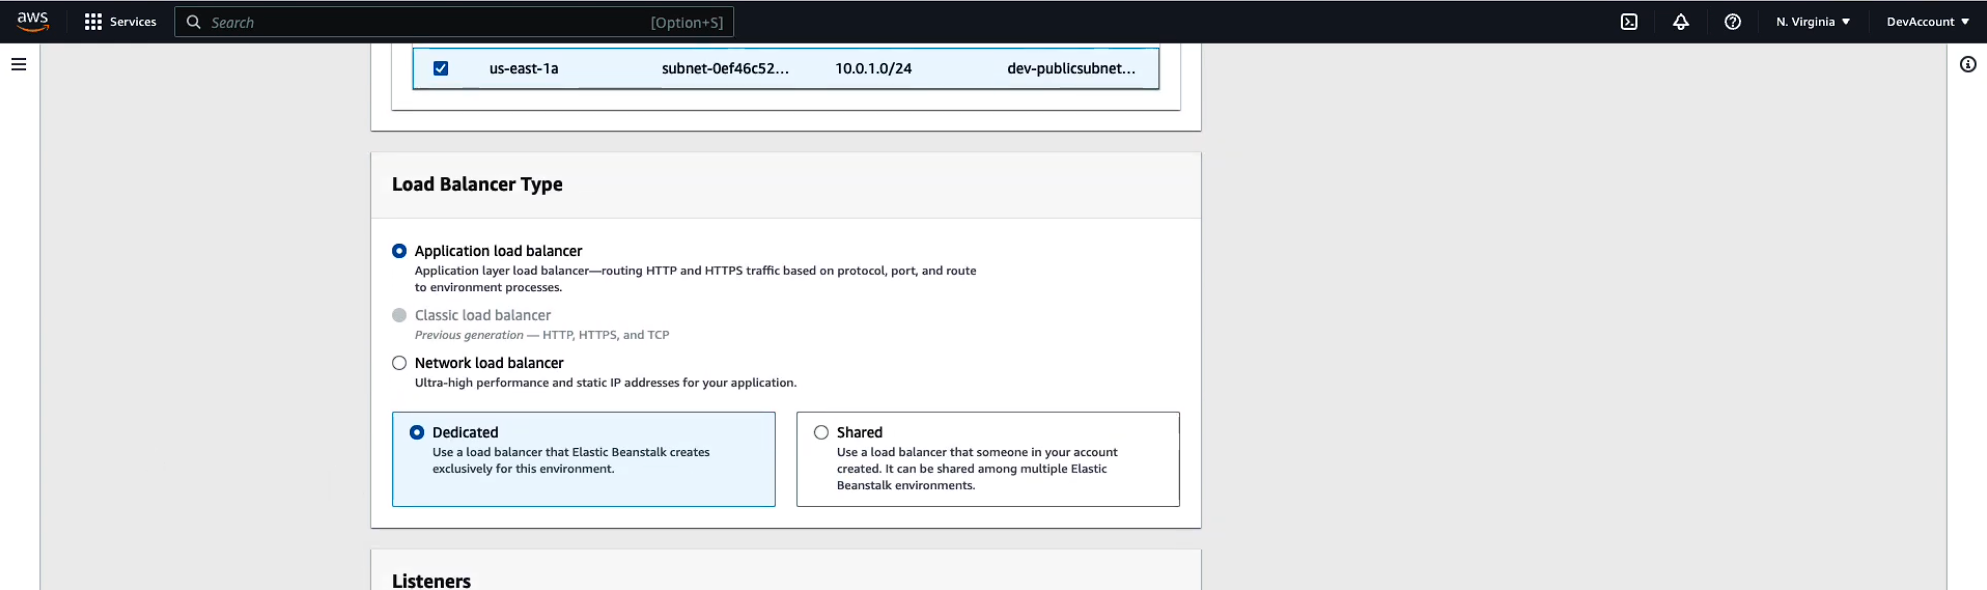 aws Services Search [Option+S] N. Virginia DevAccount
us-east-1a subnet-0ef46c52... 10.0.1.0/24 dev-publicsubnet...
Load Balancer Type
Application load balancer
Application layer load balancer—routing HTTP and HTTPS traffic based on protocol, port, and route
to environment processes.
Classic load balancer
Previous generation — HTTP, HTTPS, and TCP
Network load balancer
Ultra-high performance and static IP addresses for your application.
Dedicated
Use a load balancer that Elastic Beanstalk creates
exclusively for this environment.
Shared
Use a load balancer that someone in your account
created. It can be shared among multiple Elastic
Beanstalk environments.
Listeners